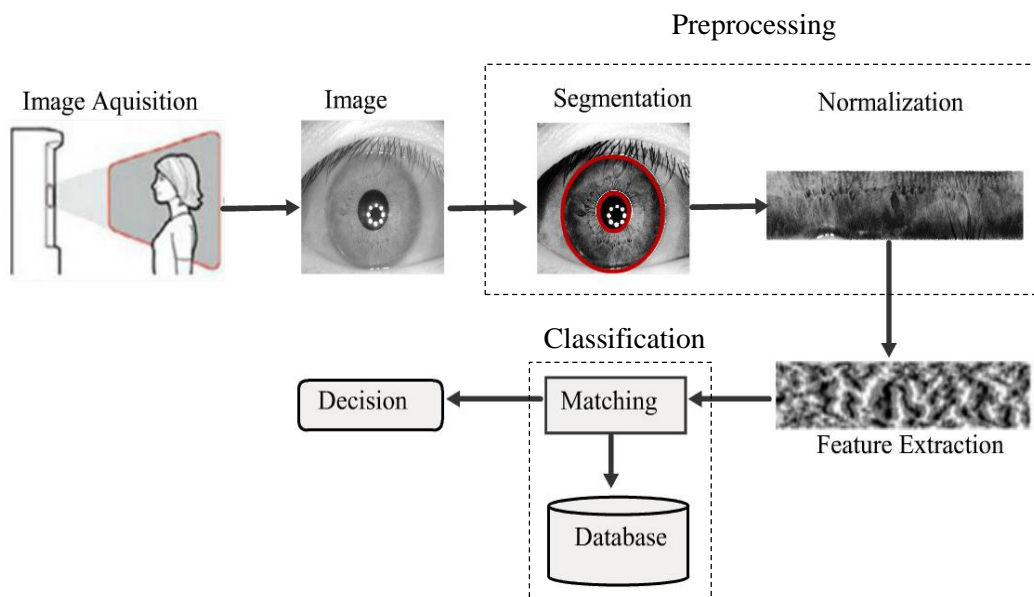 Preprocessing
Image Aquisition
Image
Segmentation
Normalization
Classification
Decision
Matching
Feature Extraction
Database